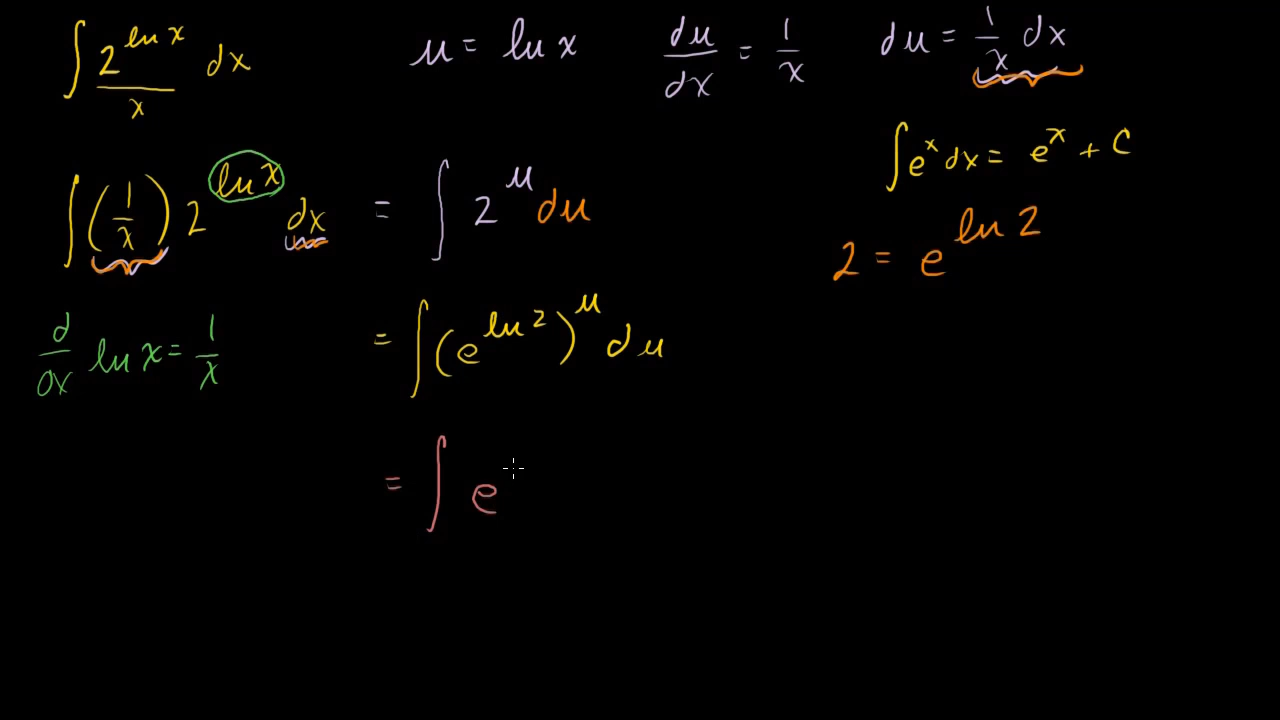 ∫ 2^{ln x}/x dx    u = ln x    du/dx = 1/x    du = 1/x dx
∫ e^x dx = e^x + C
∫ (1/x) 2^{ln x} dx = ∫ 2^u du
2 = e^{ln 2}
= ∫ (e^{ln 2})^u du
d/dx ln x = 1/x
= ∫ e